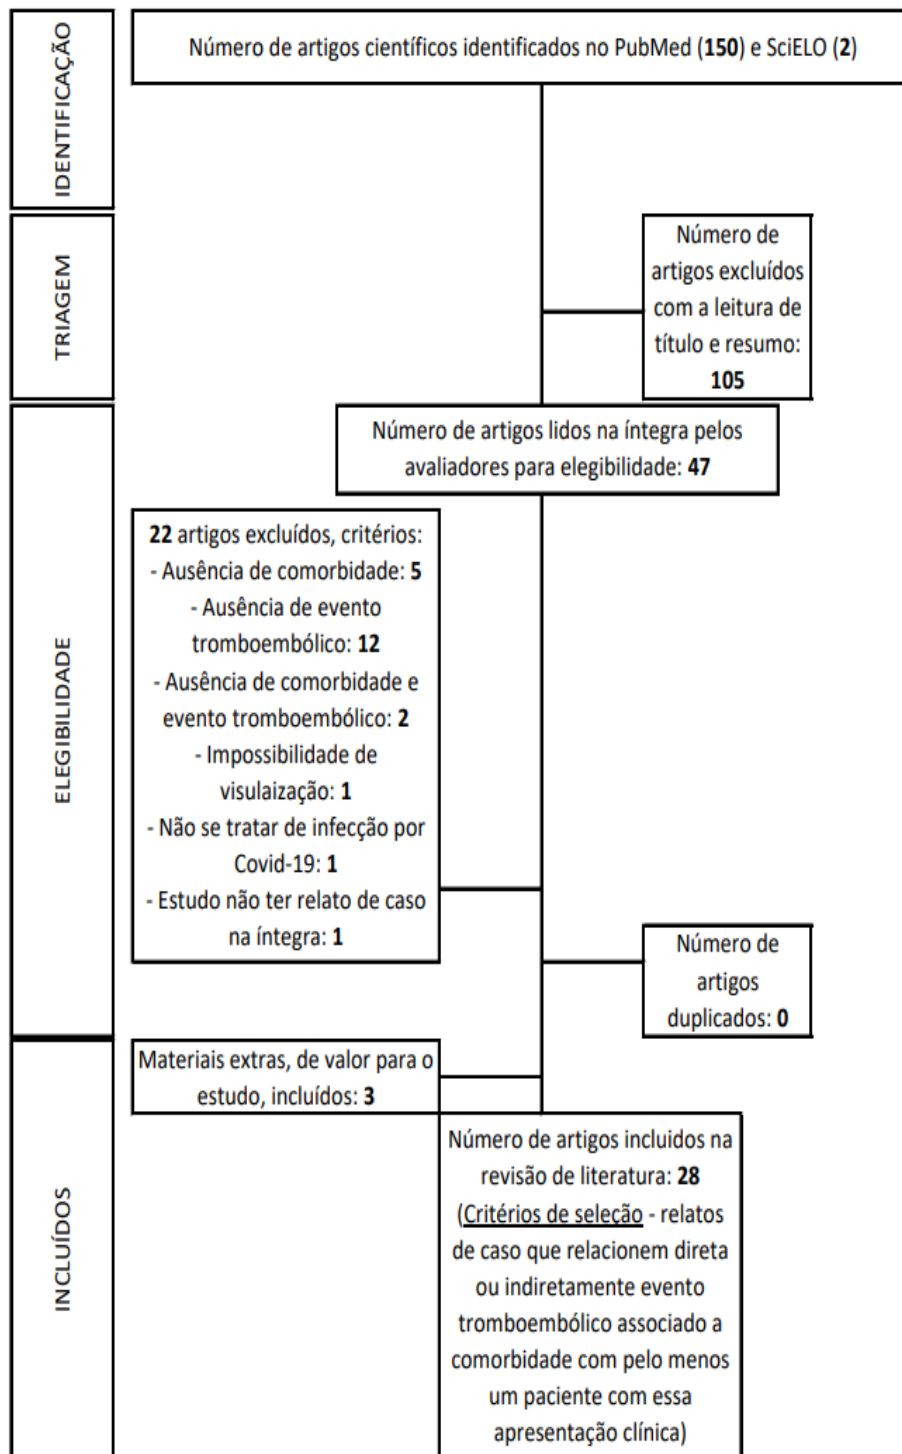 IDENTIFICAÇÃO
Número de artigos científicos identificados no PubMed (150) e SciELO (2)
TRIAGEM
Número de
artigos excluídos
com a leitura de
título e resumo:
105
ELEGIBILIDADE
Número de artigos lidos na íntegra pelos
avaliadores para elegibilidade: 47
22 artigos excluídos, critérios:
- Ausência de comorbidade: 5
- Ausência de evento
tromboembólico: 12
- Ausência de comorbidade e
evento tromboembólico: 2
- Impossibilidade de
visulaização: 1
- Não se tratar de infecção por
Covid-19: 1
- Estudo não ter relato de caso
na íntegra: 1
Número de
artigos
duplicados: 0
INCLUÍDOS
Materiais extras, de valor para o
estudo, incluídos: 3
Número de artigos incluidos na
revisão de literatura: 28
(Critérios de seleção - relatos
de caso que relacionem direta
ou indiretamente evento
tromboembólico associado a
comorbidade com pelo menos
um paciente com essa
apresentação clínica)